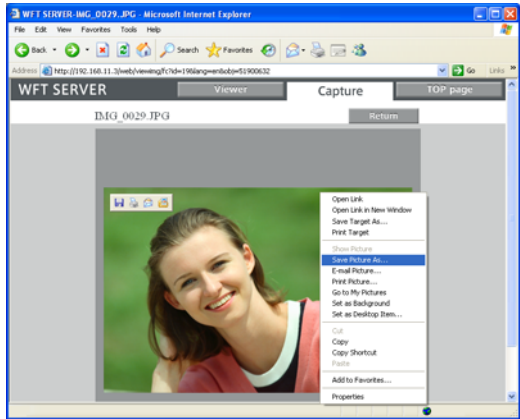 WFT SERVER-IMG_0029.JPG - Microsoft Internet Explorer
File Edit View Favorites Tools Help
Back Search Favorites
Address http://192.168.11.3/web/viewing/fc?id=196lang=en&obj=51900632 Go Links »
WFT SERVER Viewer Capture TOP page
IMG_0029.JPG Return
Open Link
Open Link in New Window
Save Target As...
Print Target
Show Picture
Save Picture As...
E-mail Picture...
Print Picture...
Go to My Pictures
Set as Background
Set as Desktop Item...
Cut
Copy
Copy Shortcut
Paste
Add to Favorites...
Properties